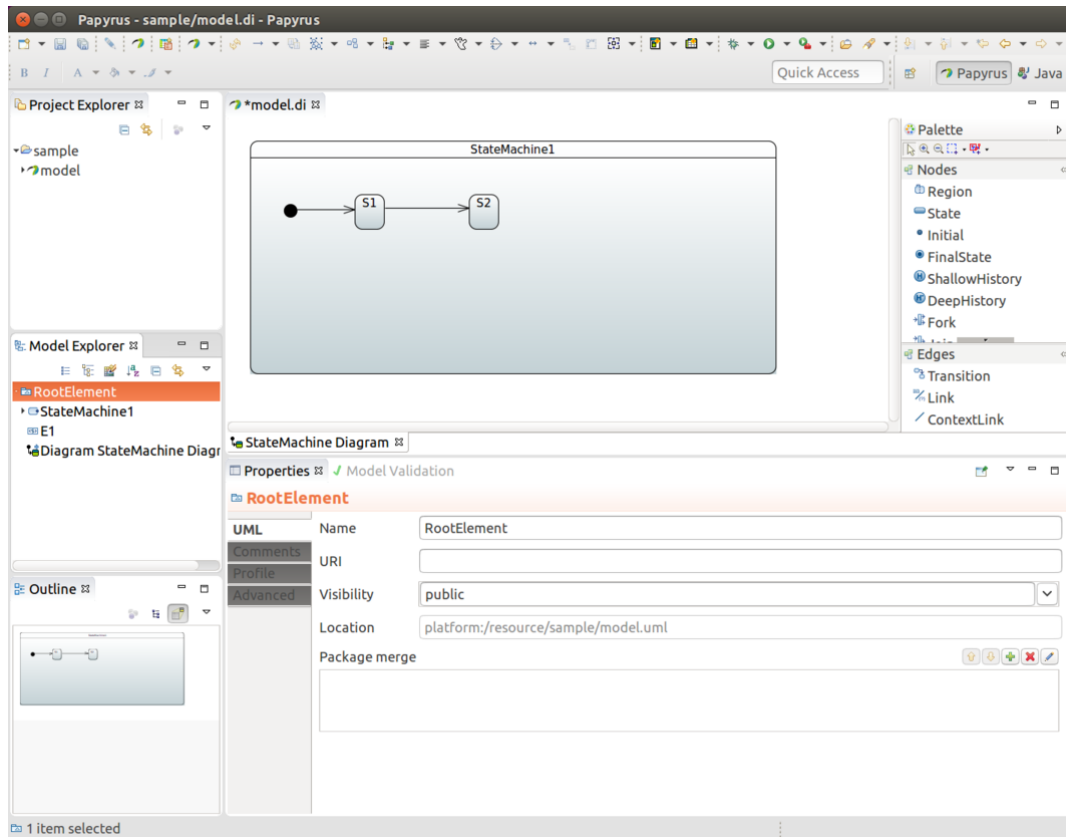 Papyrus - sample/model.di - Papyrus
B I A
Quick Access
Papyrus
Java
Project Explorer
sample
model
*model.di
StateMachine1
S1
S2
Palette
Nodes
Region
State
Initial
FinalState
ShallowHistory
DeepHistory
Fork
Edges
Transition
Link
ContextLink
Model Explorer
RootElement
StateMachine1
E1
Diagram StateMachine Diagr
StateMachine Diagram
Properties
Model Validation
RootElement
UML
Comments
Profile
Advanced
Name
RootElement
URI
Visibility
public
Location
platform:/resource/sample/model.uml
Package merge
Outline
1 item selected